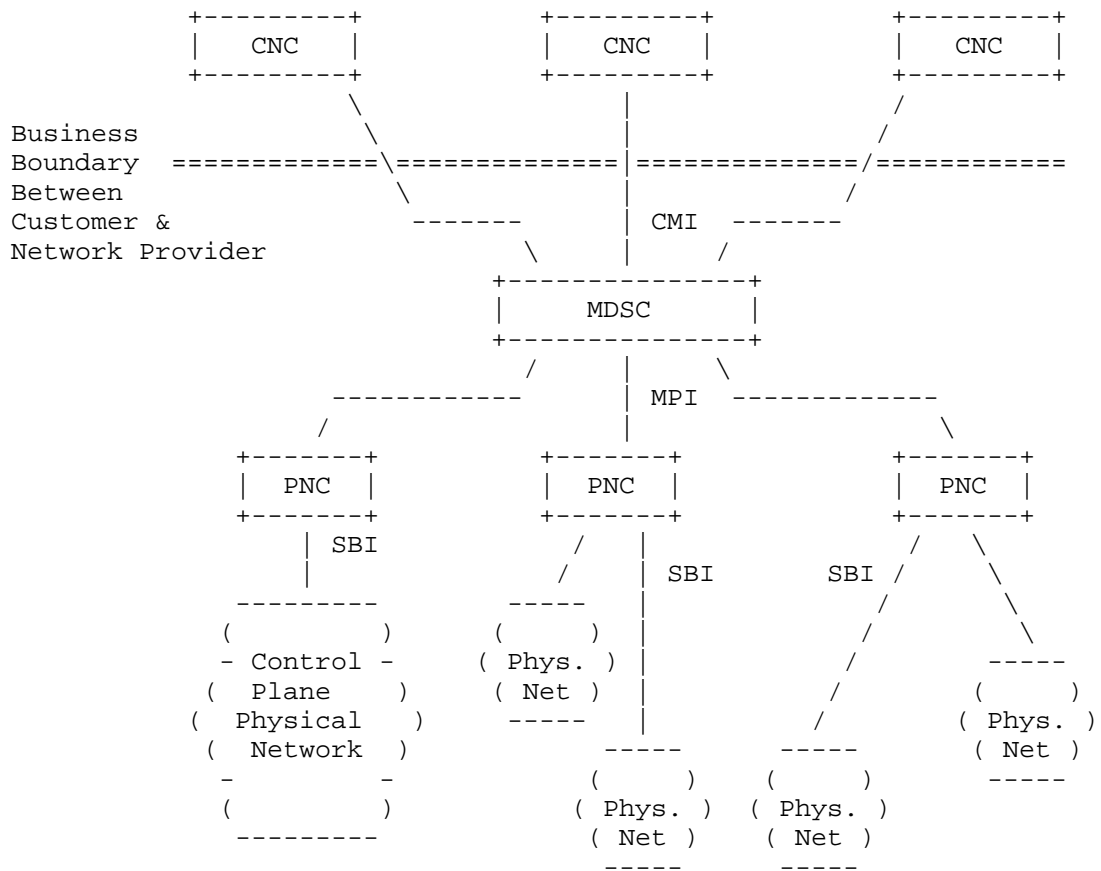 CNC CNC CNC
Business
Boundary
Between
Customer & CMI
Network Provider
MDSC
MPI
PNC PNC PNC
SBI
SBI SBI
Control Phys.
Plane Net
Physical Phys.
Network Net
Phys. Phys.
Net Net